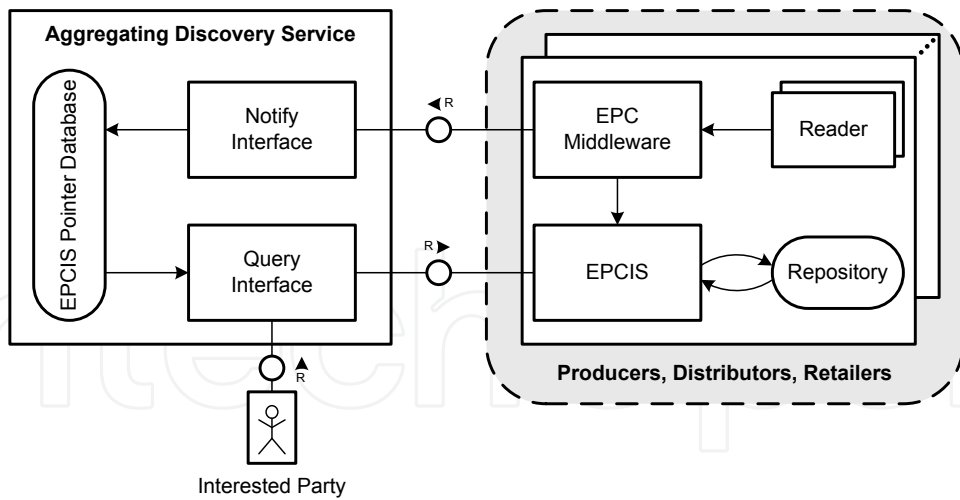 Aggregating Discovery Service
EPCIS Pointer Database
Notify
Interface
R
EPC
Middleware
Reader
Query
Interface
R
EPCIS
Repository
R
Producers, Distributors, Retailers
Interested Party